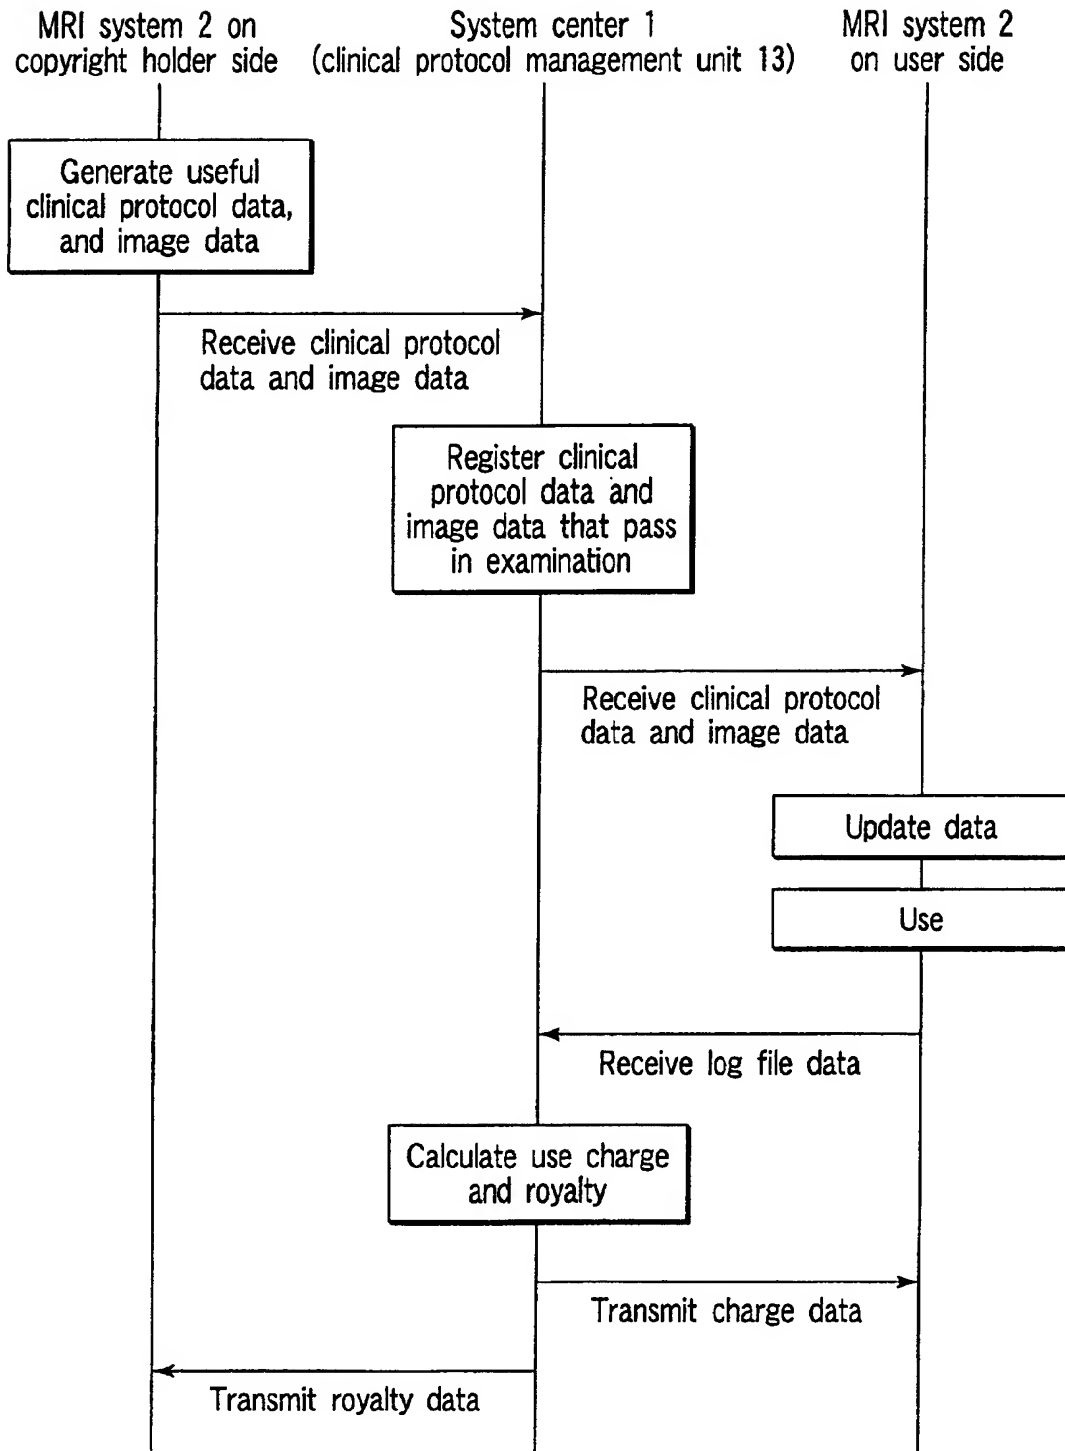 MRI system 2 on
copyright holder side
System center 1
(clinical protocol management unit 13)
MRI system 2
on user side
Generate useful
clinical protocol data,
and image data
Receive clinical protocol
data and image data
Register clinical
protocol data and
image data that pass
in examination
Receive clinical protocol
data and image data
Update data
Use
Receive log file data
Calculate use charge
and royalty
Transmit charge data
Transmit royalty data